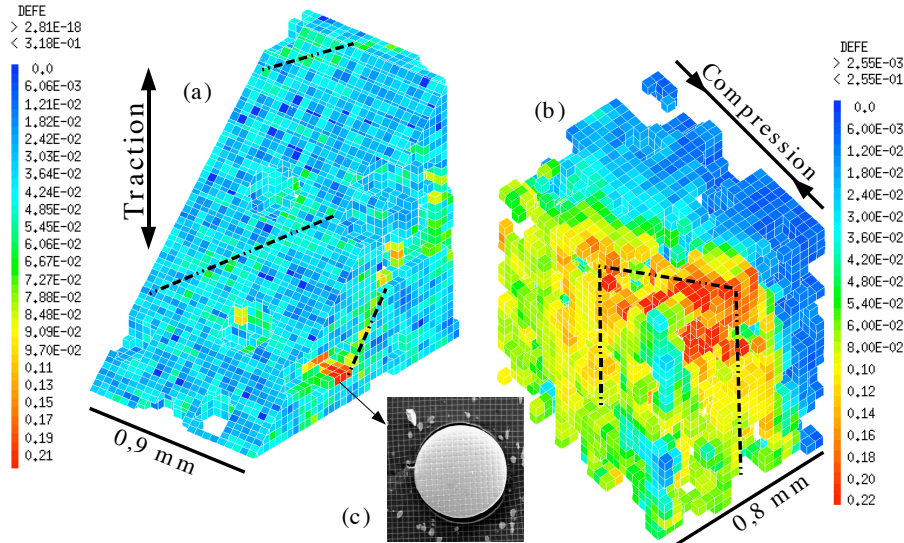 DEFE
> 2.81E-18
< 3.18E-01
0.0
6.06E-03
1.21E-02
1.82E-02
2.42E-02
3.03E-02
3.64E-02
4.24E-02
4.85E-02
5.45E-02
6.06E-02
6.67E-02
7.27E-02
7.88E-02
8.48E-02
9.09E-02
9.70E-02
0.11
0.13
0.15
0.17
0.19
0.21
Traction
(a)
0,9 mm
(c)
(b)
Compression
0,8 mm
DEFE
> 2.55E-03
< 2.55E-01
0.0
6.00E-03
1.20E-02
1.80E-02
2.40E-02
3.00E-02
3.60E-02
4.20E-02
4.80E-02
5.40E-02
6.00E-02
7.00E-02
8.00E-02
0.10
0.12
0.14
0.16
0.18
0.20
0.22